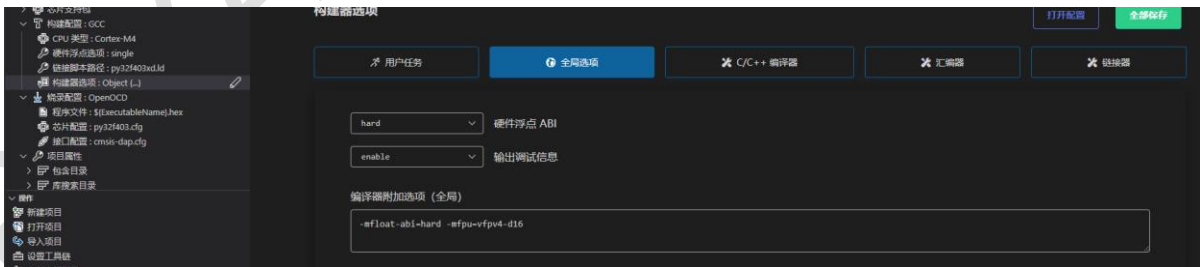 芯片支持包
构建配置 : GCC
CPU 类型 : Cortex-M4
硬件浮点选项 : single
链接脚本路径 : py32f403xd.ld
构建器选项 : Object {...}
烧录配置 : OpenOCD
程序文件 : ${ExecutableName}.hex
芯片配置 : py32f403.cfg
接口配置 : cmsis-dap.cfg
项目属性
包含目录
库搜索目录
操作
新建项目
打开项目
导入项目
设置工具链
构建器选项
打开配置
全部保存
用户任务
全局选项
C/C++ 编译器
汇编器
链接器
hard
硬件浮点 ABI
enable
输出调试信息
编译器附加选项（全局）
-mfloat-abi=hard -mfpu=vfpv4-d16